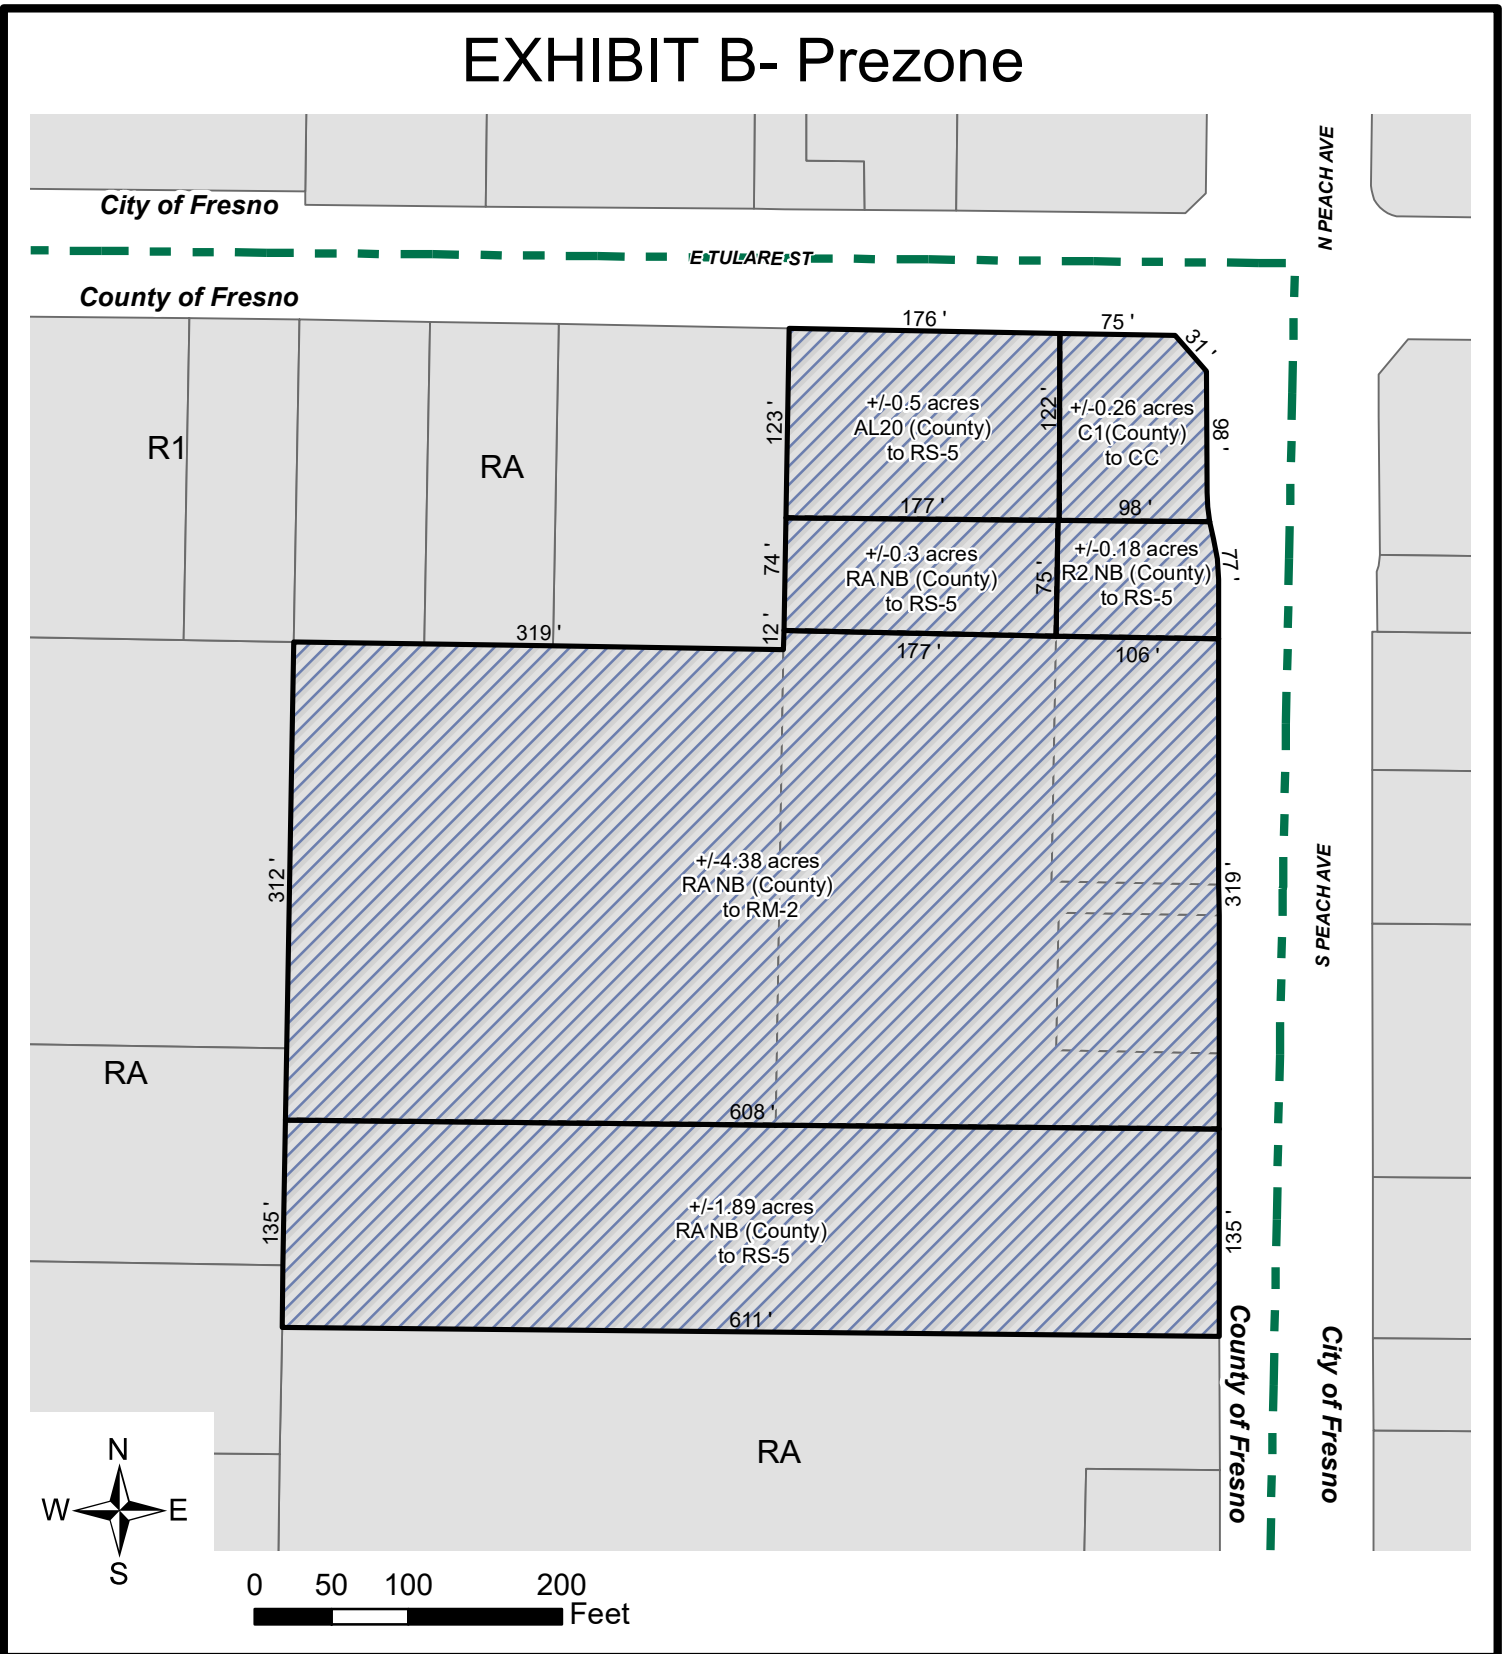 EXHIBIT B- Prezone
N PEACH AVE
City of Fresno
E TULARE ST
County of Fresno
176 '
75 '
31 '
123 '
+/-0.5 acres
AL20 (County)
to RS-5
122 '
+/-0.26 acres
C1(County)
to CC
98 '
R1
RA
177 '
98 '
74 '
+/-0.3 acres
RA NB (County)
to RS-5
75 '
+/-0.18 acres
R2 NB (County)
to RS-5
77 '
319 '
12 '
177 '
106 '
312 '
+/-4.38 acres
RA NB (County)
to RM-2
319 '
S PEACH AVE
RA
608 '
135 '
+/-1.89 acres
RA NB (County)
to RS-5
135 '
611 '
County of Fresno
City of Fresno
RA
N
W E
S
0 50 100 200
Feet